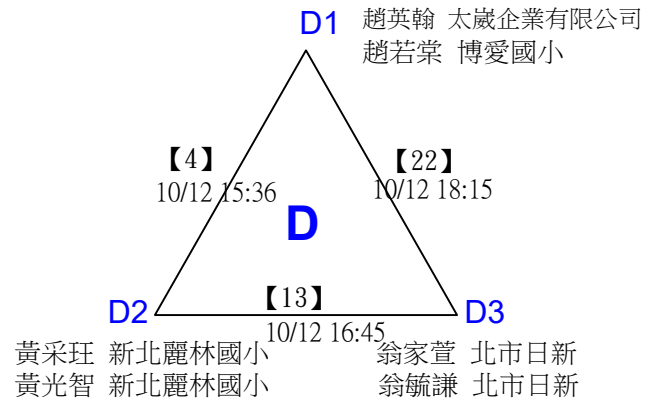 D1 趙英翰 太崴企業有限公司
趙若棠 博愛國小
【4】
10/12 15:36
【22】
10/12 18:15
D
D2
【13】
10/12 16:45
D3
黃采玨 新北麗林國小
翁家萱 北市日新
黃光智 新北麗林國小
翁毓謙 北市日新